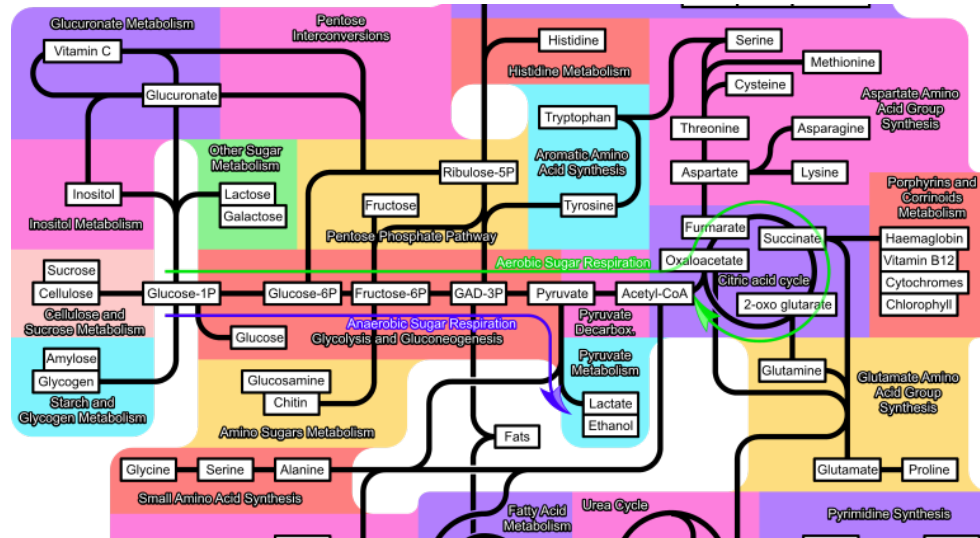 Glucuronate Metabolism
Pentose
Interconversions
Vitamin C
Glucuronate
Histidine
Histidine Metabolism
Serine
Methionine
Cysteine
Aspartate Amino
Acid Group
Synthesis
Tryptophan
Threonine
Asparagine
Aspartate
Lysine
Other Sugar
Metabolism
Aromatic Amino
Acid Synthesis
Ribulose-5P
Inositol
Lactose
Galactose
Inositol Metabolism
Fructose
Tyrosine
Pentose Phosphate Pathway
Porphyrins and
Corrinoids
Metabolism
Furmarate
Succinate
Haemaglobin
Vitamin B12
Cytochromes
Chlorophyll
Oxaloacetate
Citric acid cycle
2-oxo glutarate
Aerobic Sugar Respiration
Sucrose
Cellulose
Glucose-1P
Glucose-6P
Fructose-6P
GAD-3P
Pyruvate
Acetyl-CoA
Cellulose and
Sucrose Metabolism
Anaerobic Sugar Respiration
Glycolysis and Gluconeogenesis
Pyruvate
Decarbox.
Glucose
Amylose
Glycogen
Starch and
Glycogen Metabolism
Pyruvate
Metabolism
Lactate
Ethanol
Glucosamine
Chitin
Amino Sugars Metabolism
Glutamine
Glutamate Amino
Acid Group
Synthesis
Fats
Glycine
Serine
Alanine
Small Amino Acid Synthesis
Glutamate
Proline
Fatty Acid
Metabolism
Urea Cycle
Pyrimidine Synthesis